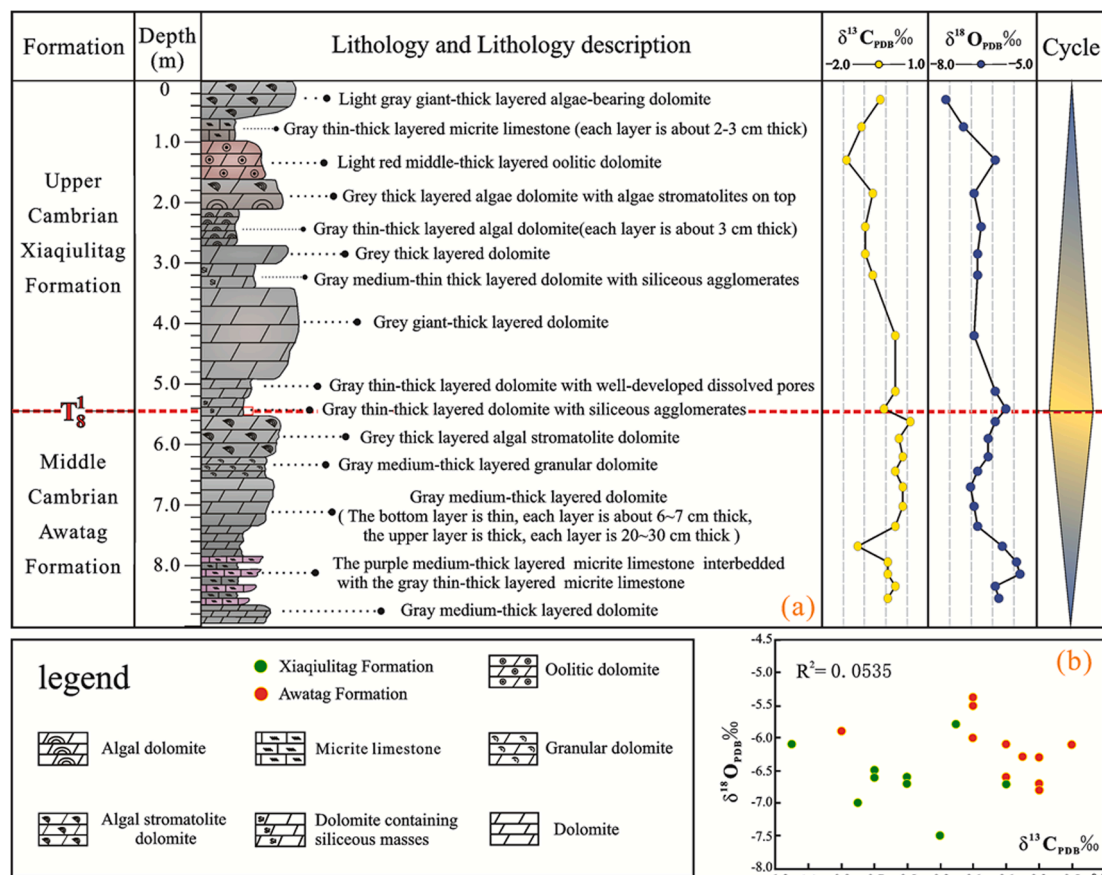 Formation
Depth
(m)
Lithology and Lithology description
δ¹³C PDB‰
−2.0 1.0
δ¹⁸O PDB‰
−8.0 −5.0
Cycle
0
1.0
2.0
3.0
4.0
5.0
6.0
7.0
8.0
Upper
Cambrian
Xiaqiulitag
Formation
T¹₈
Middle
Cambrian
Awatag
Formation
Light gray giant-thick layered algae-bearing dolomite
Gray thin-thick layered micrite limestone (each layer is about 2-3 cm thick)
Light red middle-thick layered oolitic dolomite
Grey thick layered algae dolomite with algae stromatolites on top
Gray thin-thick layered algal dolomite(each layer is about 3 cm thick)
Grey thick layered dolomite
Gray medium-thin thick layered dolomite with siliceous agglomerates
Grey giant-thick layered dolomite
Gray thin-thick layered dolomite with well-developed dissolved pores
Gray thin-thick layered dolomite with siliceous agglomerates
Grey thick layered algal stromatolite dolomite
Gray medium-thick layered granular dolomite
Gray medium-thick layered dolomite
( The bottom layer is thin, each layer is about 6~7 cm thick,
the upper layer is thick, each layer is 20~30 cm thick )
The purple medium-thick layered micrite limestone interbedded
with the gray thin-thick layered micrite limestone
Gray medium-thick layered dolomite
(a)
legend
Xiaqiulitag Formation
Awatag Formation
Oolitic dolomite
Algal dolomite
Micrite limestone
Granular dolomite
Algal stromatolite
dolomite
Dolomite containing
siliceous masses
Dolomite
(b)
R²= 0.0535
δ¹⁸O PDB‰
-4.5
-5.0
-5.5
-6.0
-6.5
-7.0
-7.5
-8.0
δ¹³C PDB‰